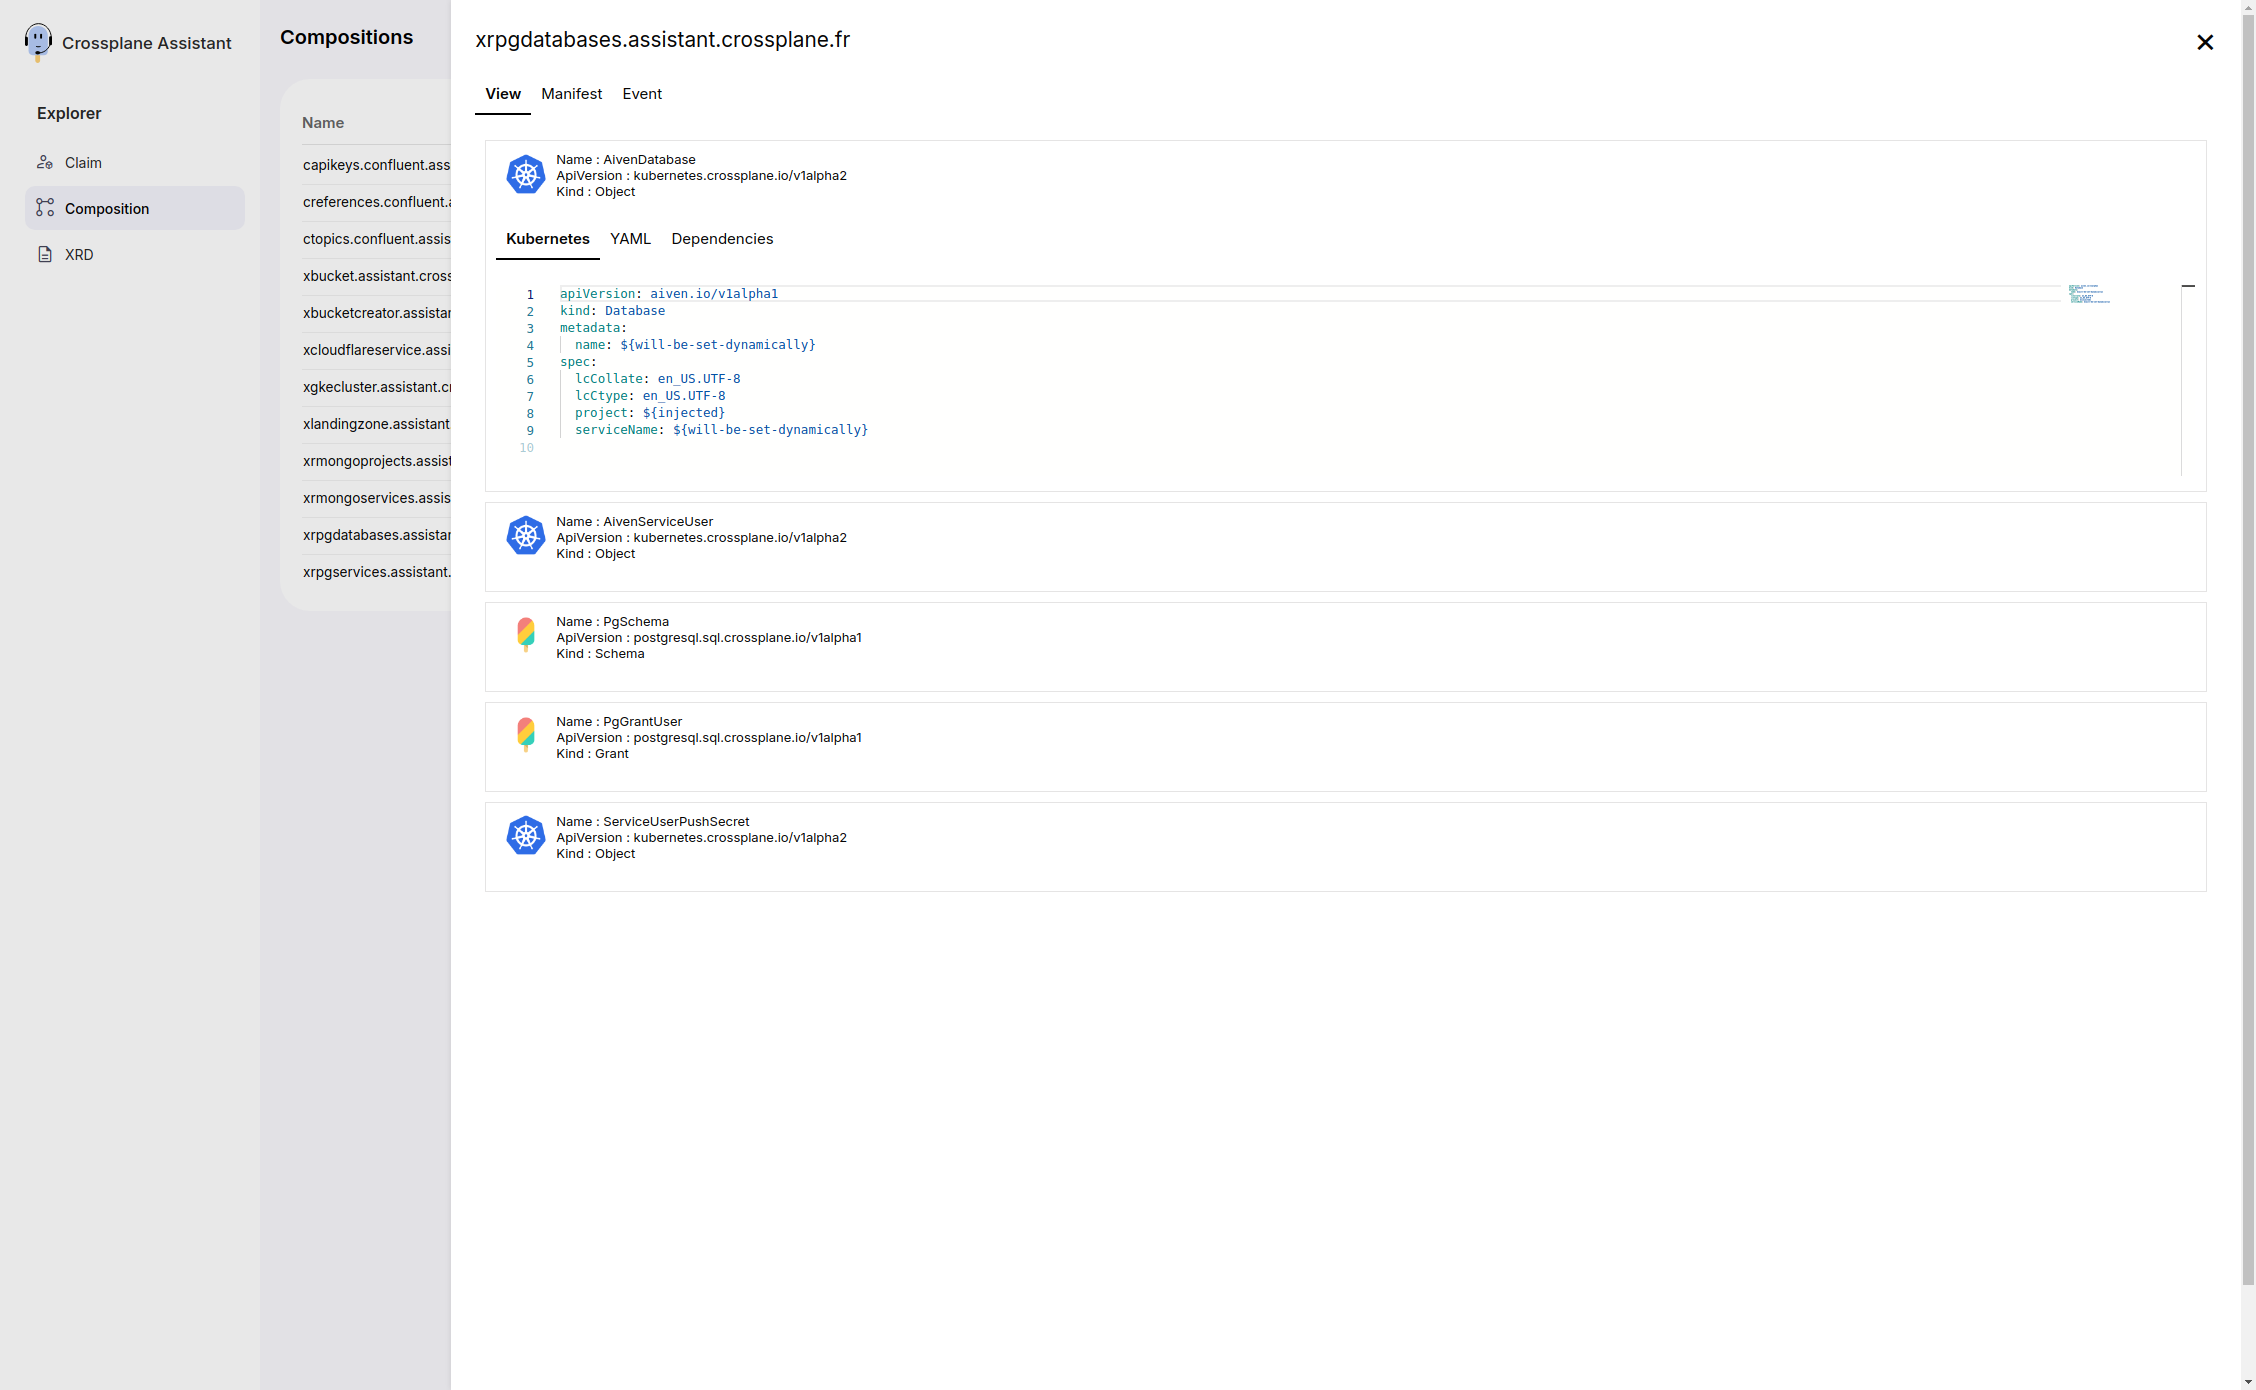 Crossplane Assistant
Explorer
Claim
Composition
XRD
Compositions
Name
capikeys.confluent.ass
creferences.confluent.a
ctopics.confluent.assis
xbucket.assistant.cross
xbucketcreator.assistar
xcloudflareservice.assi
xgkecluster.assistant.cr
xlandingzone.assistant
xrmongoprojects.assist
xrmongoservices.assis
xrpgdatabases.assistar
xrpgservices.assistant.
xrpgdatabases.assistant.crossplane.fr
View Manifest Event
Name : AivenDatabase
ApiVersion : kubernetes.crossplane.io/v1alpha2
Kind : Object
Kubernetes YAML Dependencies
1 apiVersion: aiven.io/v1alpha1
2 kind: Database
3 metadata:
4 name: ${will-be-set-dynamically}
5 spec:
6 lcCollate: en_US.UTF-8
7 lcCtype: en_US.UTF-8
8 project: ${injected}
9 serviceName: ${will-be-set-dynamically}
10
Name : AivenServiceUser
ApiVersion : kubernetes.crossplane.io/v1alpha2
Kind : Object
Name : PgSchema
ApiVersion : postgresql.sql.crossplane.io/v1alpha1
Kind : Schema
Name : PgGrantUser
ApiVersion : postgresql.sql.crossplane.io/v1alpha1
Kind : Grant
Name : ServiceUserPushSecret
ApiVersion : kubernetes.crossplane.io/v1alpha2
Kind : Object